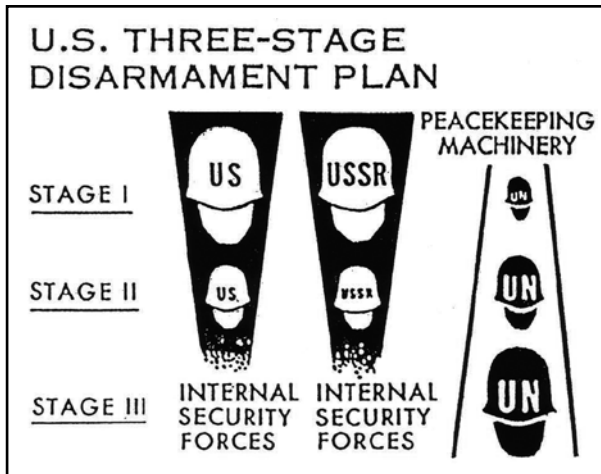 U.S. THREE-STAGE
DISARMAMENT PLAN
PEACEKEEPING
MACHINERY
STAGE I
US
USSR
UN
STAGE II
US.
USSR
UN
STAGE III
INTERNAL
SECURITY
FORCES
INTERNAL
SECURITY
FORCES
UN